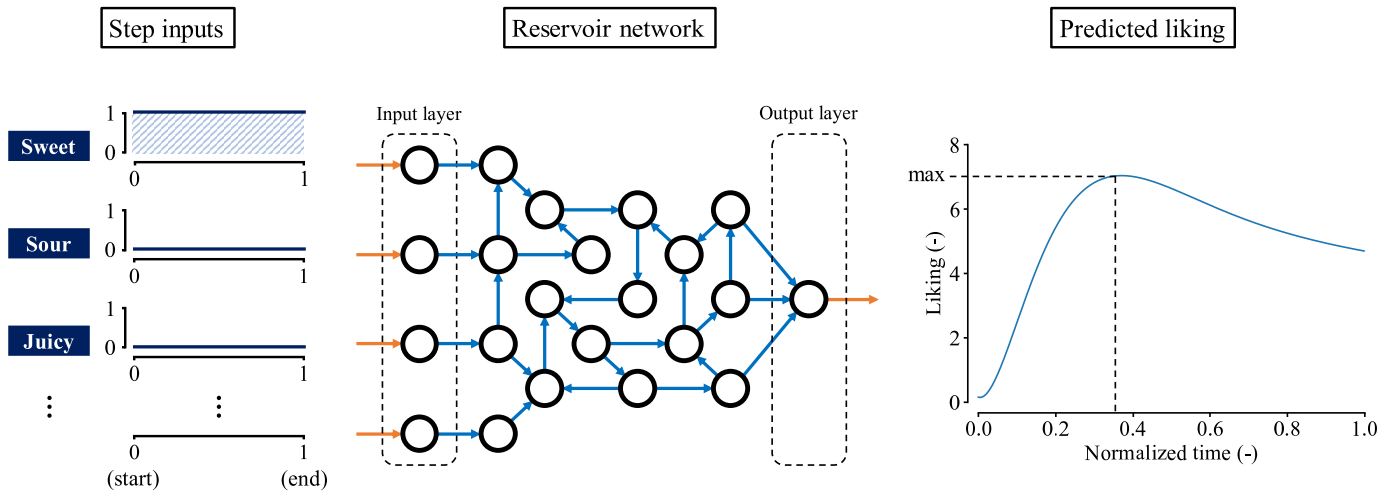 Step inputs
Reservoir network
Predicted liking
Sweet
1
0
0
1
Sour
1
0
0
1
Juicy
1
0
0
1
⋮
⋮
0
1
(start)
(end)
Input layer
Output layer
8
max
6
4
2
0
Liking (-)
0.0
0.2
0.4
0.6
0.8
1.0
Normalized time (-)